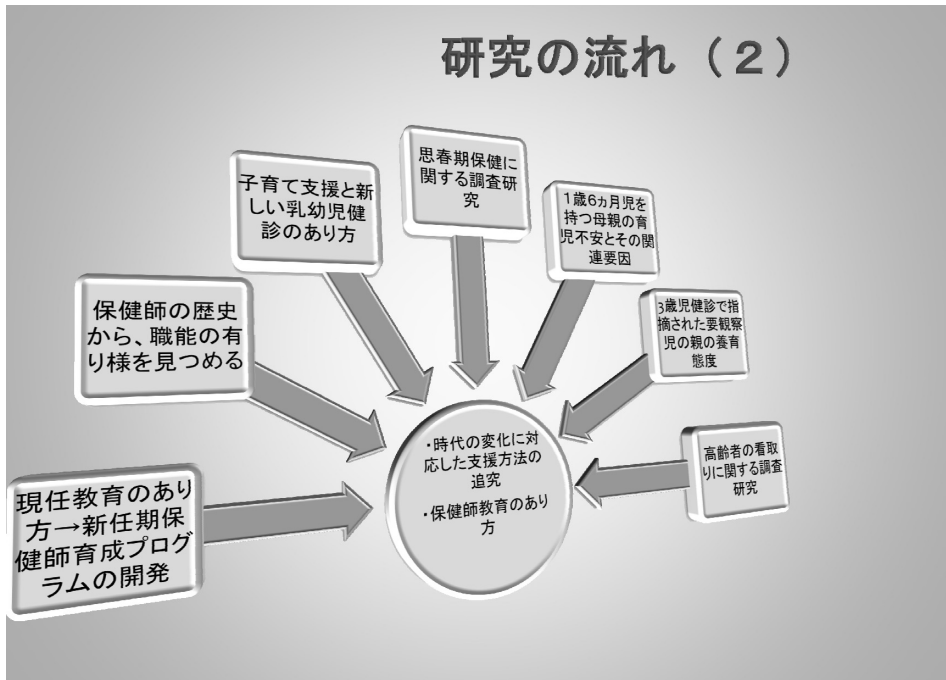 研究の流れ（２）
思春期保健に
関する調査研
究
子育て支援と新
しい乳幼児健
診のあり方
１歳６ヵ月児を
持つ母親の育
児不安とその関
連要因
保健師の歴史
から、職能の有
り様を見つめる
3歳児健診で指
摘された要観察
児の親の養育
態度
現任教育のあり
方→新任期保
健師育成プログ
ラムの開発
高齢者の看取
りに関する調査
研究
・時代の変化に対
応した支援方法の
追究
・保健師教育のあり
方